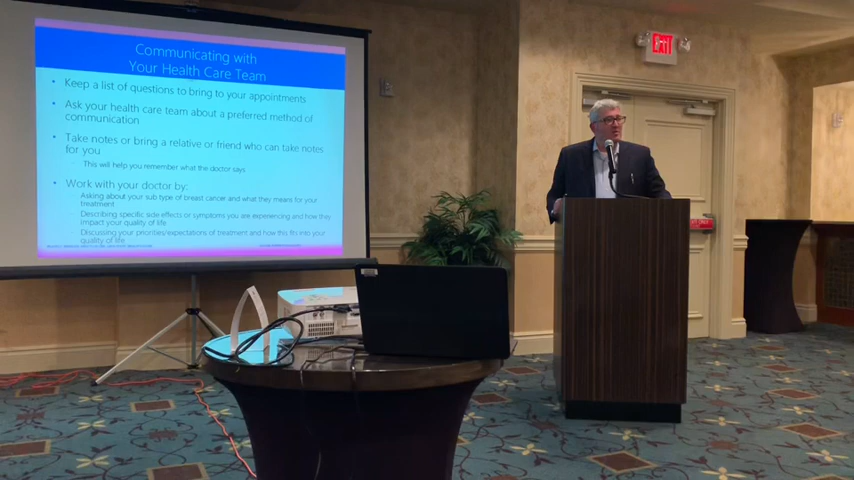 Communicating with
Your Health Care Team
• Keep a list of questions to bring to your appointments
• Ask your health care team about a preferred method of
communication
• Take notes or bring a relative or friend who can take notes
for you
This will help you remember what the doctor says
• Work with your doctor by:
Asking about your sub type of breast cancer and what they means for your
treatment
Describing specific side effects or symptoms you are experiencing and how they
impact your quality of life
Discussing your priorities/expectations of treatment and how this fits into your
quality of life
EXIT